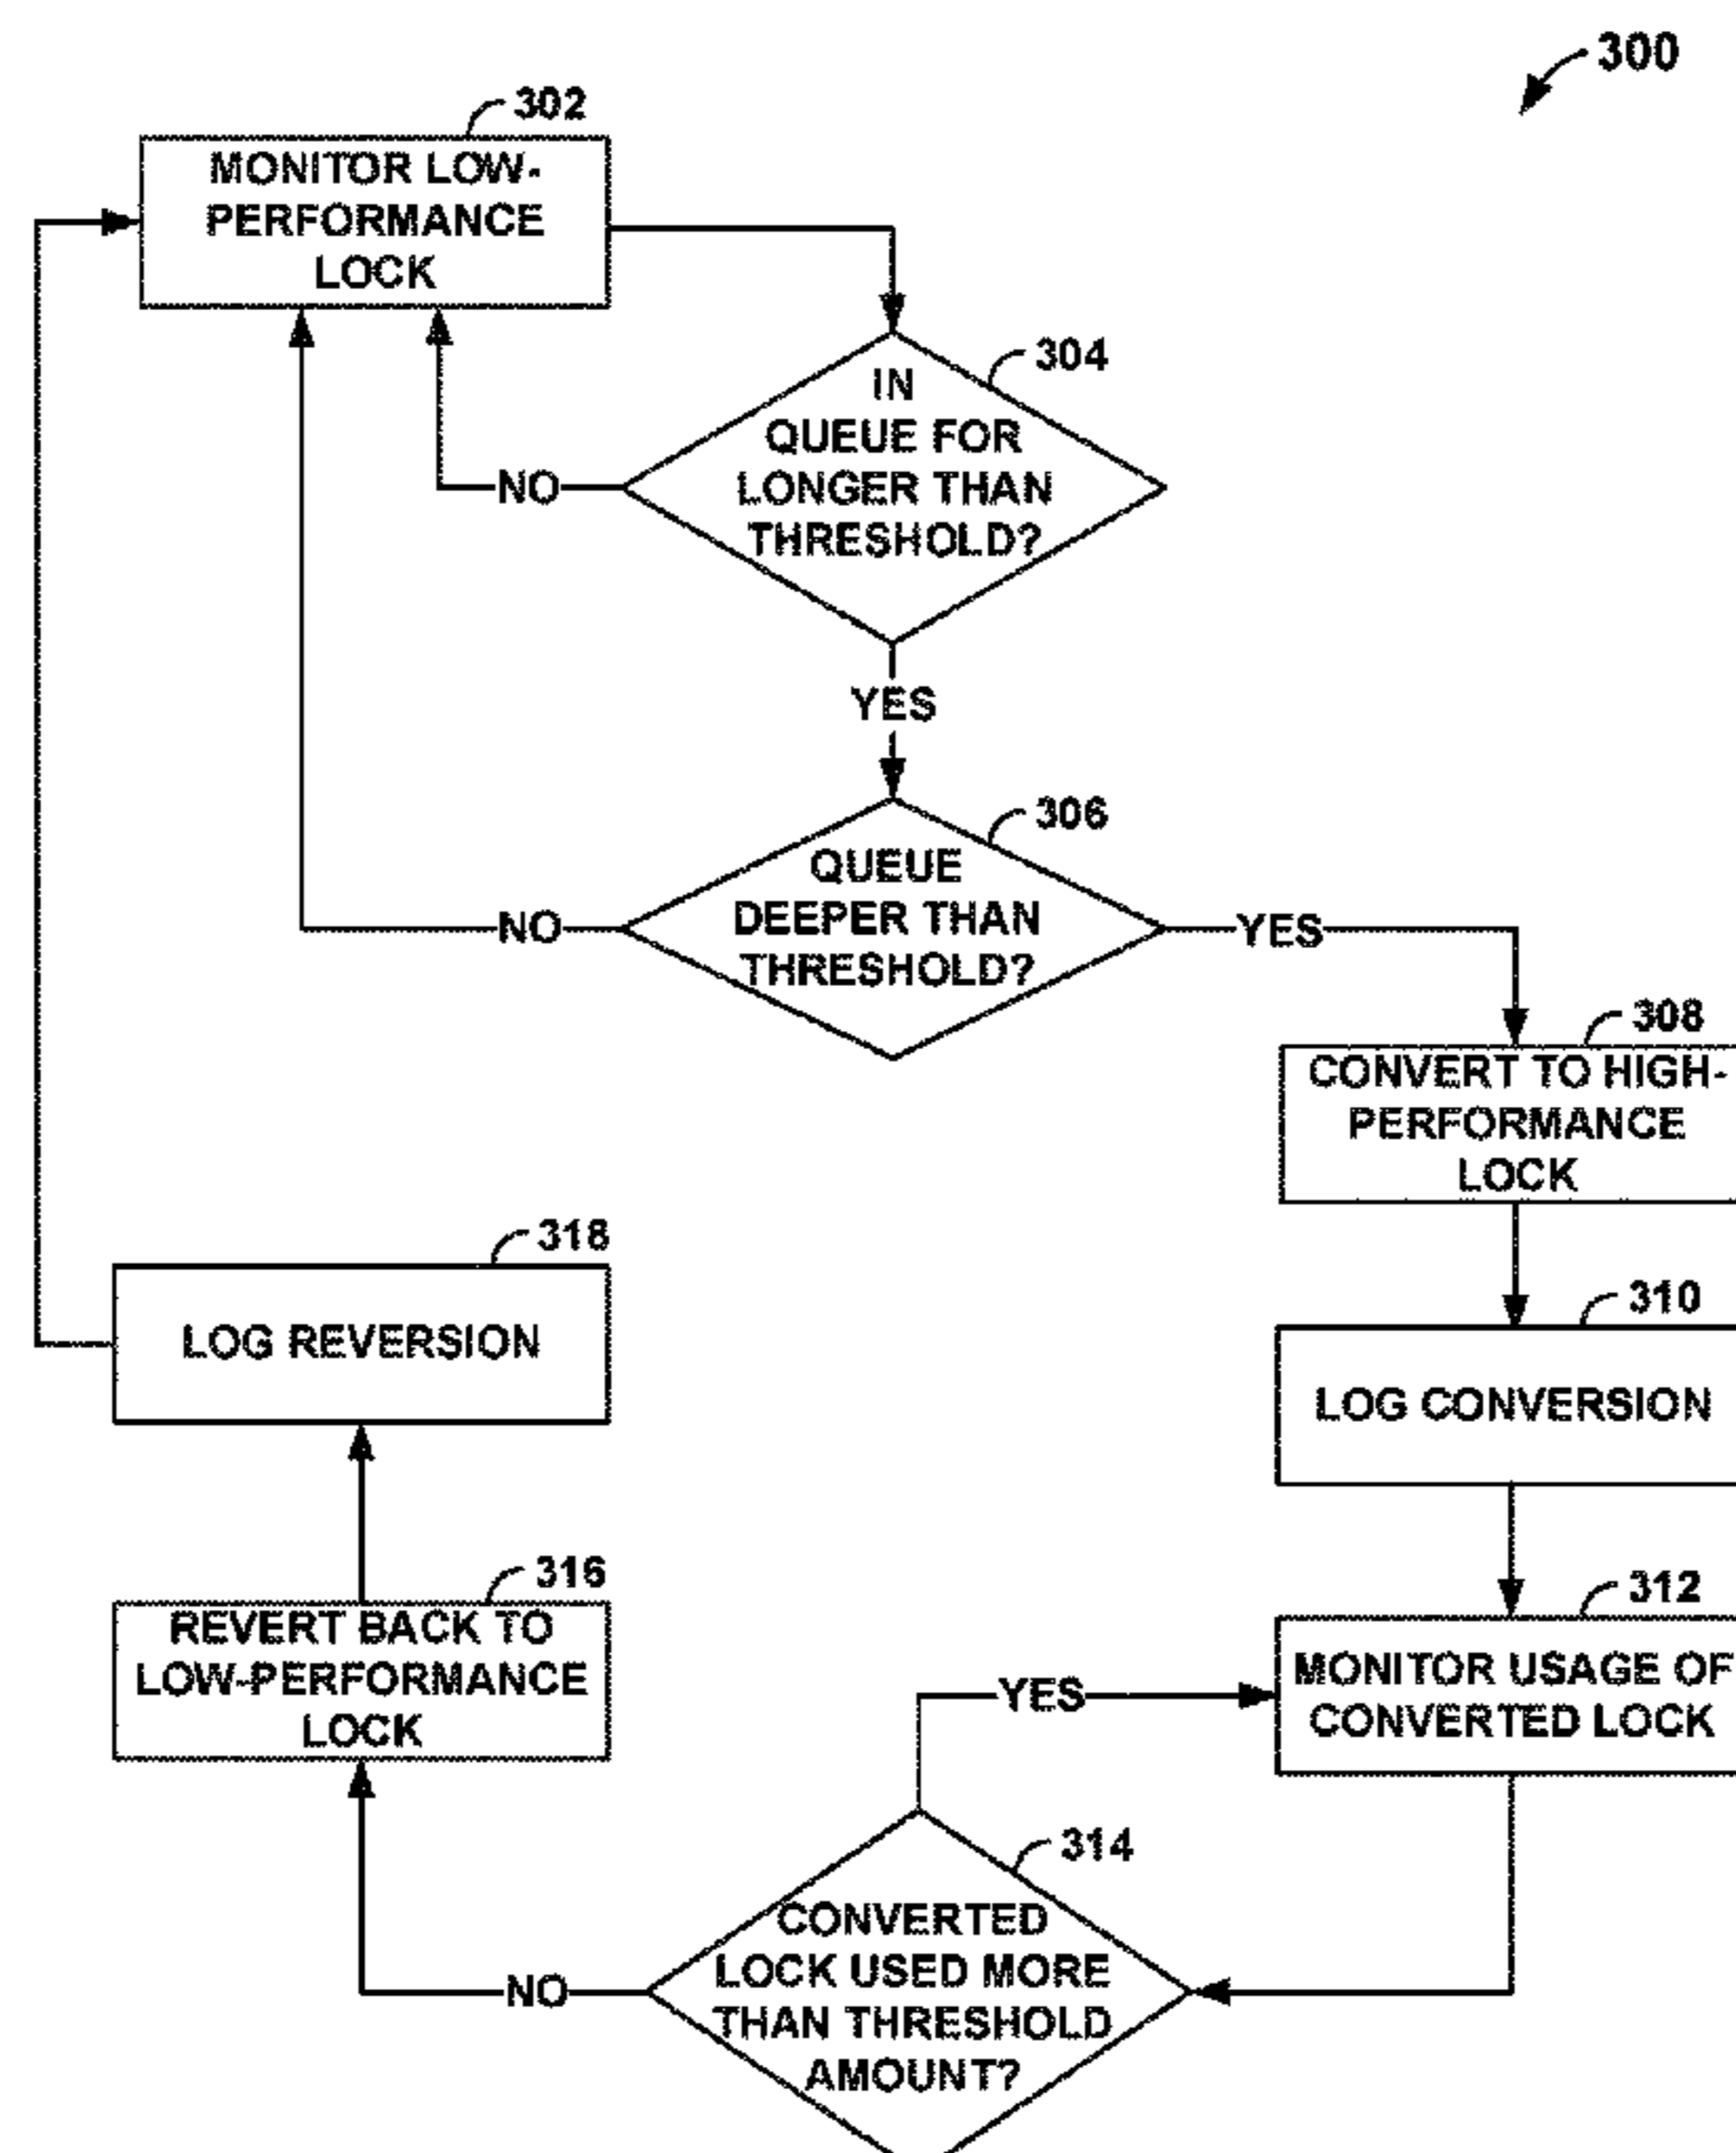 300
302
MONITOR LOW-
PERFORMANCE
LOCK
304
IN
QUEUE FOR
LONGER THAN
THRESHOLD?
NO
YES
306
QUEUE
DEEPER THAN
THRESHOLD?
NO
YES
308
CONVERT TO HIGH-
PERFORMANCE
LOCK
310
LOG CONVERSION
312
MONITOR USAGE OF
CONVERTED LOCK
314
CONVERTED
LOCK USED MORE
THAN THRESHOLD
AMOUNT?
YES
NO
316
REVERT BACK TO
LOW-PERFORMANCE
LOCK
318
LOG REVERSION